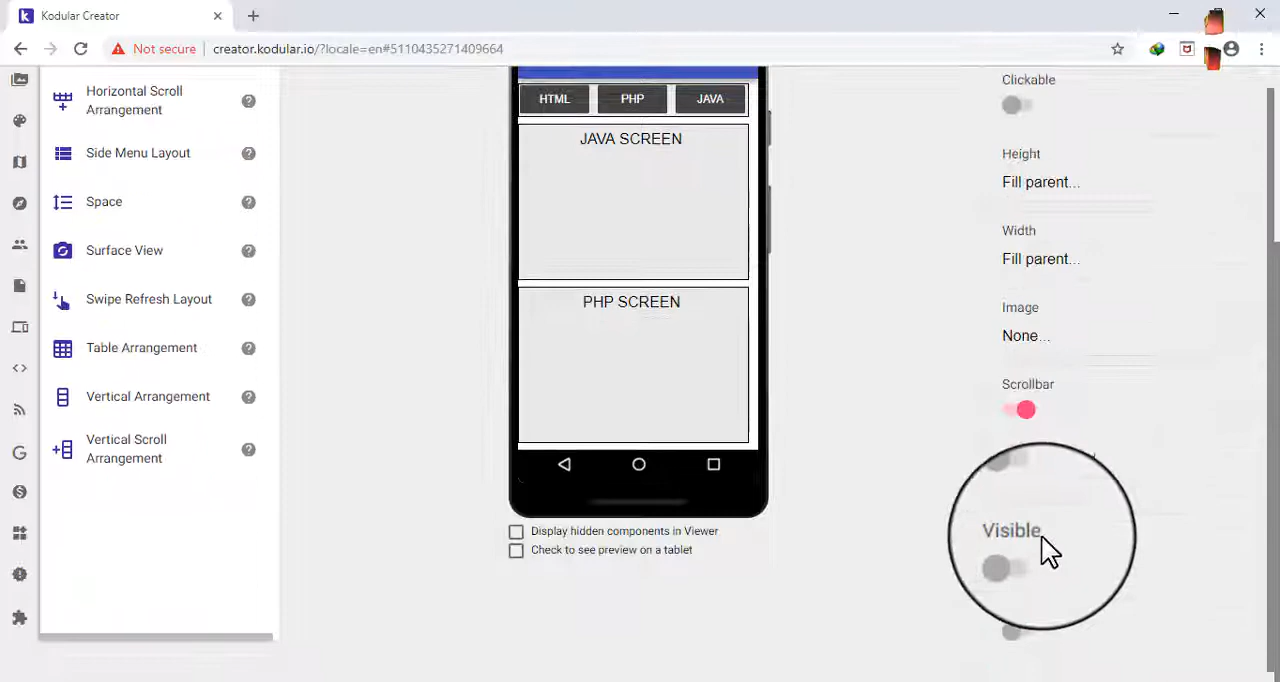 Kodular Creator
Not secure
creator.kodular.io/?locale=en#5110435271409664
Horizontal Scroll
Arrangement
Side Menu Layout
Space
Surface View
Swipe Refresh Layout
Table Arrangement
Vertical Arrangement
Vertical Scroll
Arrangement
HTML
PHP
JAVA
JAVA SCREEN
PHP SCREEN
Display hidden components in Viewer
Check to see preview on a tablet
Clickable
Height
Fill parent...
Width
Fill parent...
Image
None...
Scrollbar
Visible